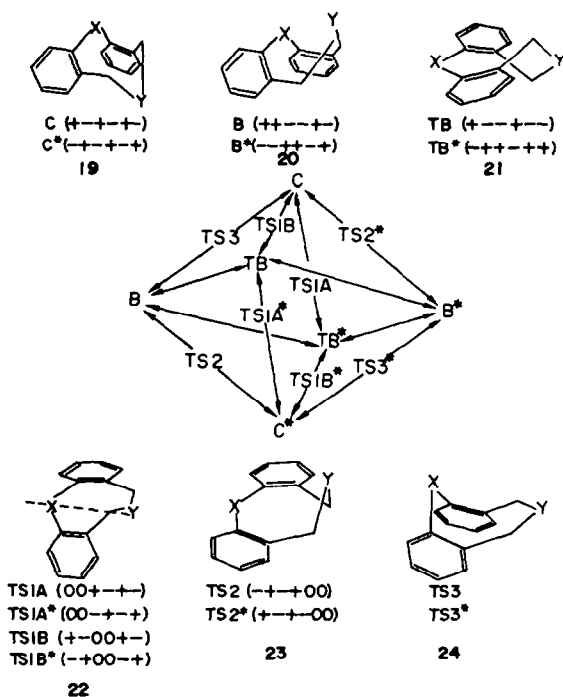 X Y
C (+-+-+-)
C*(-+-+-+)
19
X Y
B (++--+-)
B*(--++-+)
20
X Y
TB (+--+--)
TB*(-++-++)
21
C
TS3 TS1B TS2*
TB TS1A
B TS1A* B*
TB*
TS2 TS1B* TS3*
C*
X Y
TS1A (00+-+-)
TS1A*(00-+-+)
TS1B (+-00+-)
TS1B*(-+00-+)
22
X Y
TS2 (-+-+00)
TS2*(+-+-00)
23
X Y
TS3
TS3*
24